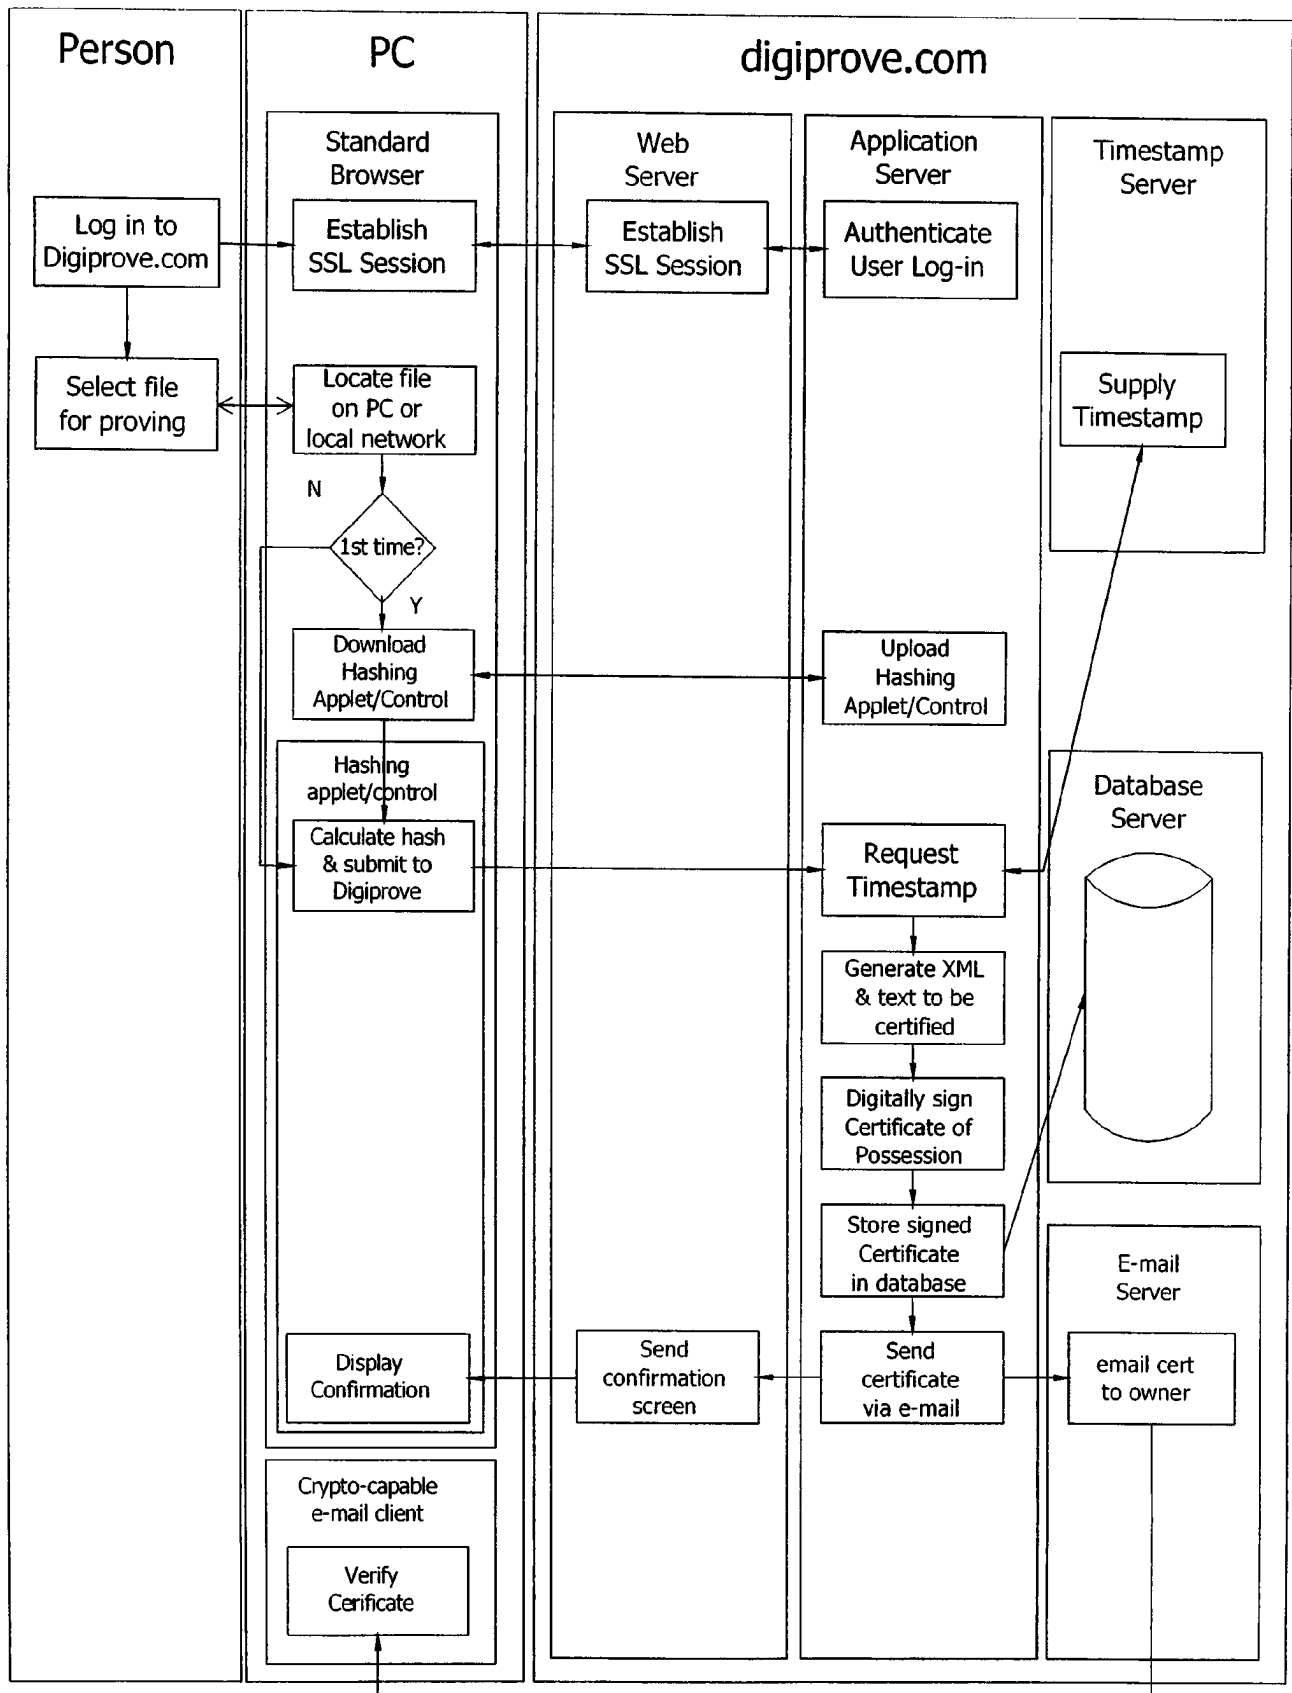 Person
PC
digiprove.com
Standard
Browser
Web
Server
Application
Server
Timestamp
Server
Log in to
Digiprove.com
Establish
SSL Session
Establish
SSL Session
Authenticate
User Log-in
Select file
for proving
Locate file
on PC or
local network
Supply
Timestamp
N
1st time?
Y
Download
Hashing
Applet/Control
Upload
Hashing
Applet/Control
Hashing
applet/control
Database
Server
Calculate hash
& submit to
Digiprove
Request
Timestamp
Generate XML
& text to be
certified
Digitally sign
Certificate of
Possession
Store signed
Certificate
in database
E-mail
Server
Display
Confirmation
Send
confirmation
screen
Send
certificate
via e-mail
email cert
to owner
Crypto-capable
e-mail client
Verify
Cerificate